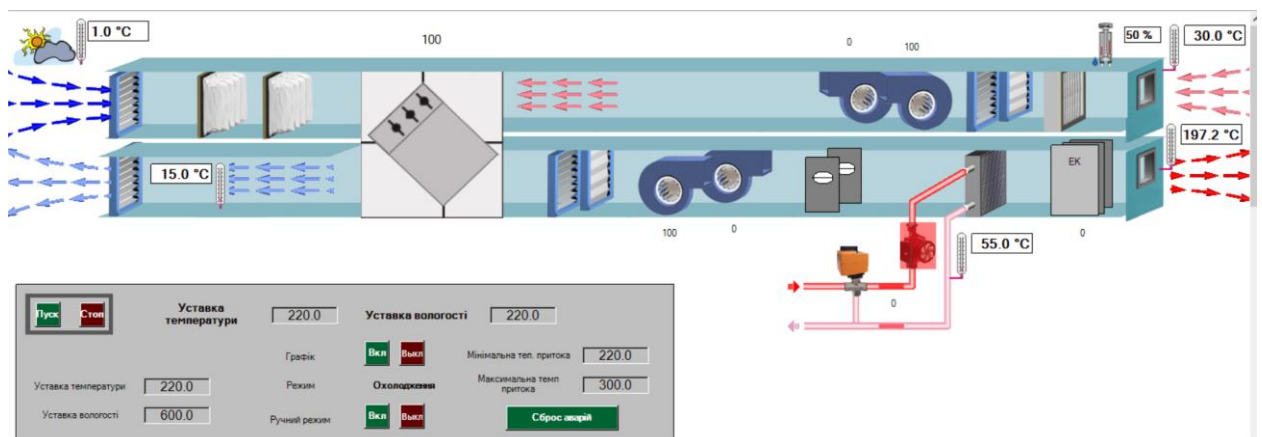 1.0 °C
100
0
100
50 %
30.0 °C
197.2 °C
15.0 °C
EK
100
0
0
55.0 °C
0
Пуск Стоп
Уставка температури 220.0 Уставка вологості 220.0
Графік Вкл Выкл Мінімальна теп. притока 220.0
Уставка температури 220.0 Режим Охолодження Максимальна темп притока 300.0
Уставка вологості 600.0 Ручний режим Вкл Выкл Сброс аварій